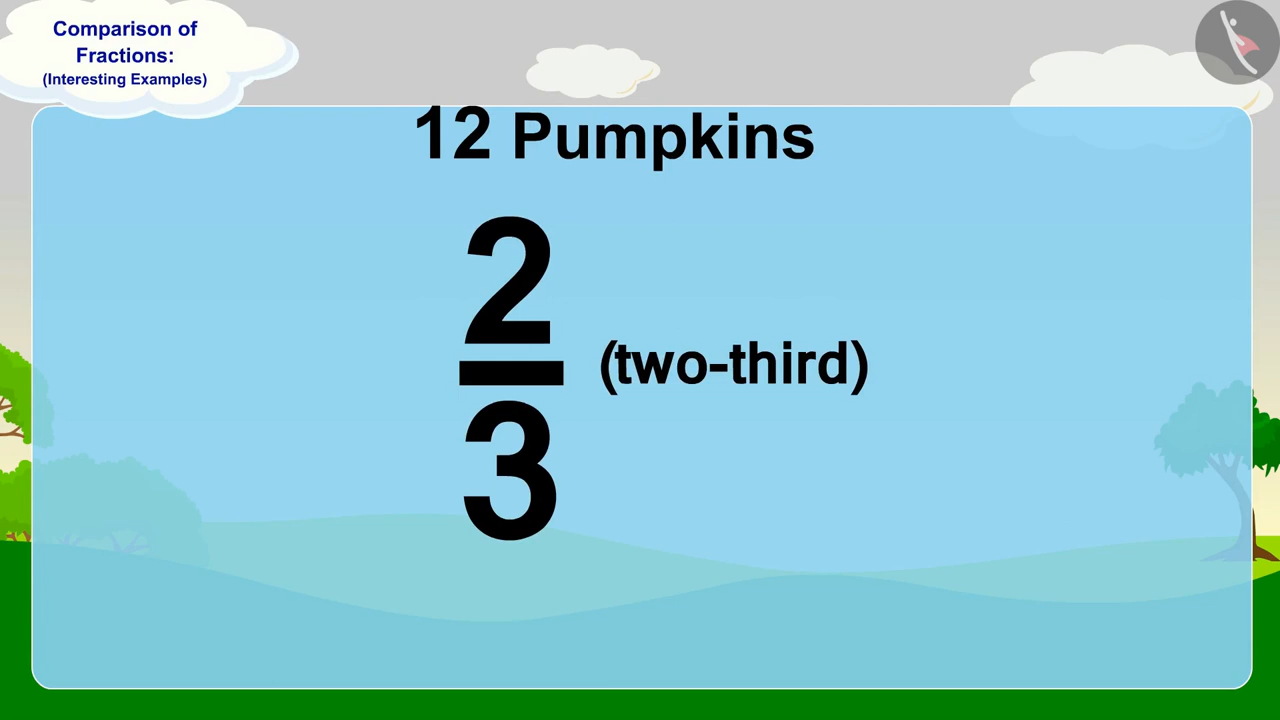 Comparison of
Fractions:
(Interesting Examples)
12 Pumpkins
2
3
(two-third)